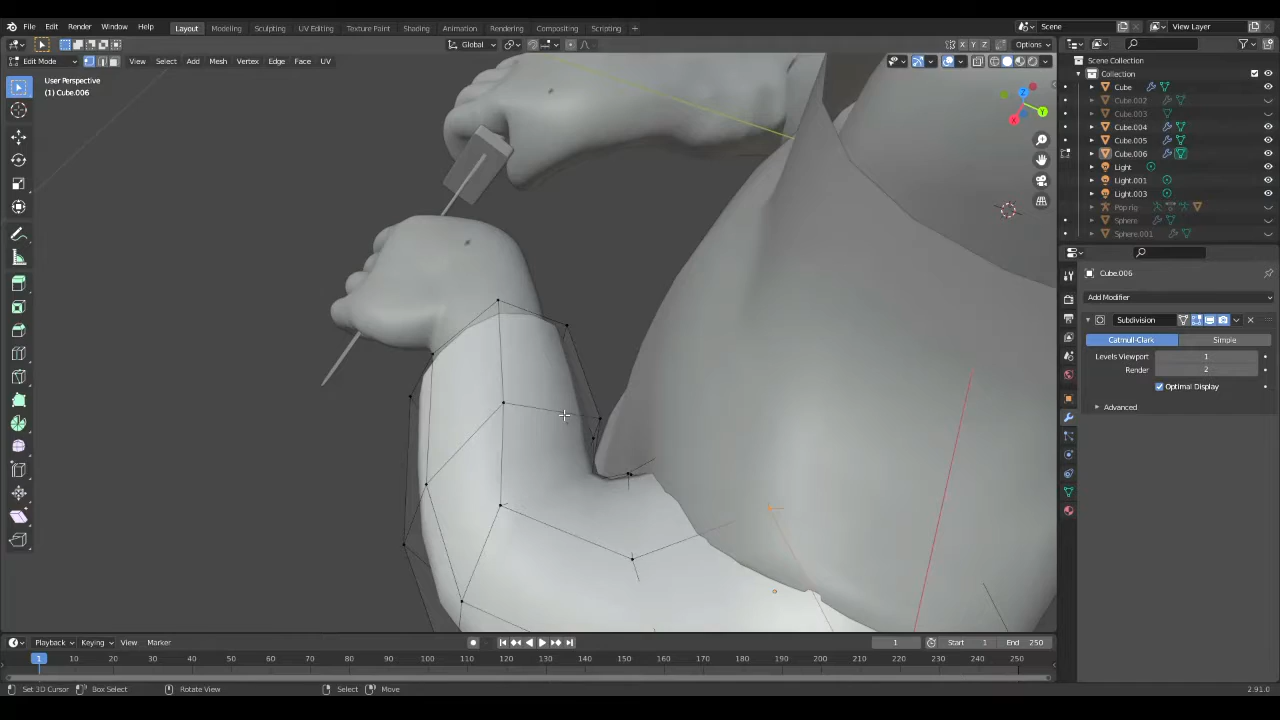 File Edit Render Window Help Layout Modeling Sculpting UV Editing Texture Paint Shading Animation Rendering Compositing Scripting + Scene View Layer
Global X Y Z Options
Edit Mode View Select Add Mesh Vertex Edge Face UV
User Perspective
(1) Cube.006
Scene Collection
Collection
Cube
Cube.002
Cube.003
Cube.004
Cube.005
Cube.006
Light
Light.001
Light.003
Pop rig
Sphere
Sphere.001
Z
Y
X
Cube.006
Add Modifier
Subdivision
Catmull-Clark Simple
Levels Viewport 1
Render 2
Optimal Display
Advanced
Playback Keying View Marker 1 Start 1 End 250
1 10 20 30 40 50 60 70 80 90 100 110 120 130 140 150 160 170 180 190 200 210 220 230 240 250
Set 3D Cursor Box Select Rotate View Select Move 2.91.0